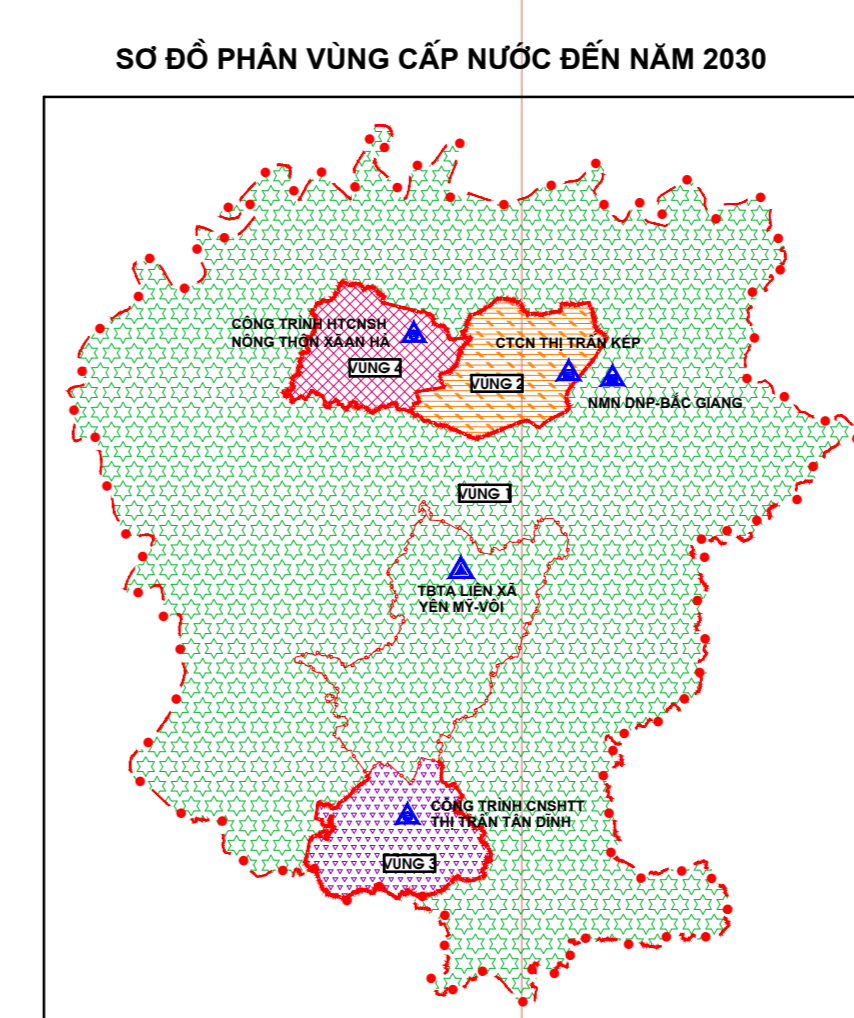 SƠ ĐỒ PHÂN VÙNG CẤP NƯỚC ĐẾN NĂM 2030
CÔNG TRÌNH HTCNSH
NÔNG THÔN XÃ AN HÀ
VÙNG 4
CTCN THỊ TRẤN KÉP
VÙNG 2
NMN DNP-BẮC GIANG
VÙNG 1
TBTA LIÊN XÃ
YÊN MỸ-VÔI
CÔNG TRÌNH CNSHTT
THỊ TRẤN TÂN DĨNH
VÙNG 3